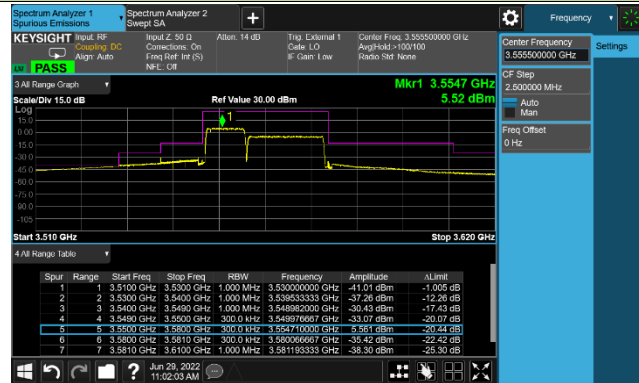 Spectrum Analyzer 1
Spurious Emissions
Spectrum Analyzer 2
Swept SA
+
Frequency
KEYSIGHT
Input: RF
Coupling: DC
Align: Auto
Input Z: 50 Ω
Corrections: On
Freq Ref: Int (S)
NFE: Off
Atten: 14 dB
Trig: External 1
Gate: LO
IF Gain: Low
Center Freq: 3.555500000 GHz
Avg|Hold:>100/100
Radio Std: None
LM PASS
Center Frequency
3.555500000 GHz
Settings
CF Step
2.500000 MHz
Auto
Man
Freq Offset
0 Hz
3 All Range Graph
Mkr1 3.5547 GHz
5.52 dBm
Scale/Div 15.0 dB
Ref Value 30.00 dBm
Log
15.0
0.00
-15.0
-30.0
-45.0
-60.0
-75.0
-90.0
-105
1
Start 3.510 GHz
Stop 3.620 GHz
4 All Range Table
Spur Range Start Freq Stop Freq RBW Frequency Amplitude ΔLimit
1 1 3.5100 GHz 3.5300 GHz 1.000 MHz 3.530000000 GHz -41.01 dBm -1.005 dB
2 2 3.5300 GHz 3.5400 GHz 1.000 MHz 3.539533333 GHz -37.26 dBm -12.26 dB
3 3 3.5400 GHz 3.5490 GHz 1.000 MHz 3.548982000 GHz -30.43 dBm -17.43 dB
4 4 3.5490 GHz 3.5500 GHz 300.0 kHz 3.549976667 GHz -33.07 dBm -20.07 dB
5 5 3.5500 GHz 3.5800 GHz 300.0 kHz 3.554710000 GHz 5.561 dBm -20.44 dB
6 6 3.5800 GHz 3.5810 GHz 300.0 kHz 3.580066667 GHz -35.42 dBm -22.42 dB
7 7 3.5810 GHz 3.6100 GHz 1.000 MHz 3.581193333 GHz -38.30 dBm -25.30 dB
?
Jun 29, 2022
11:02:03 AM